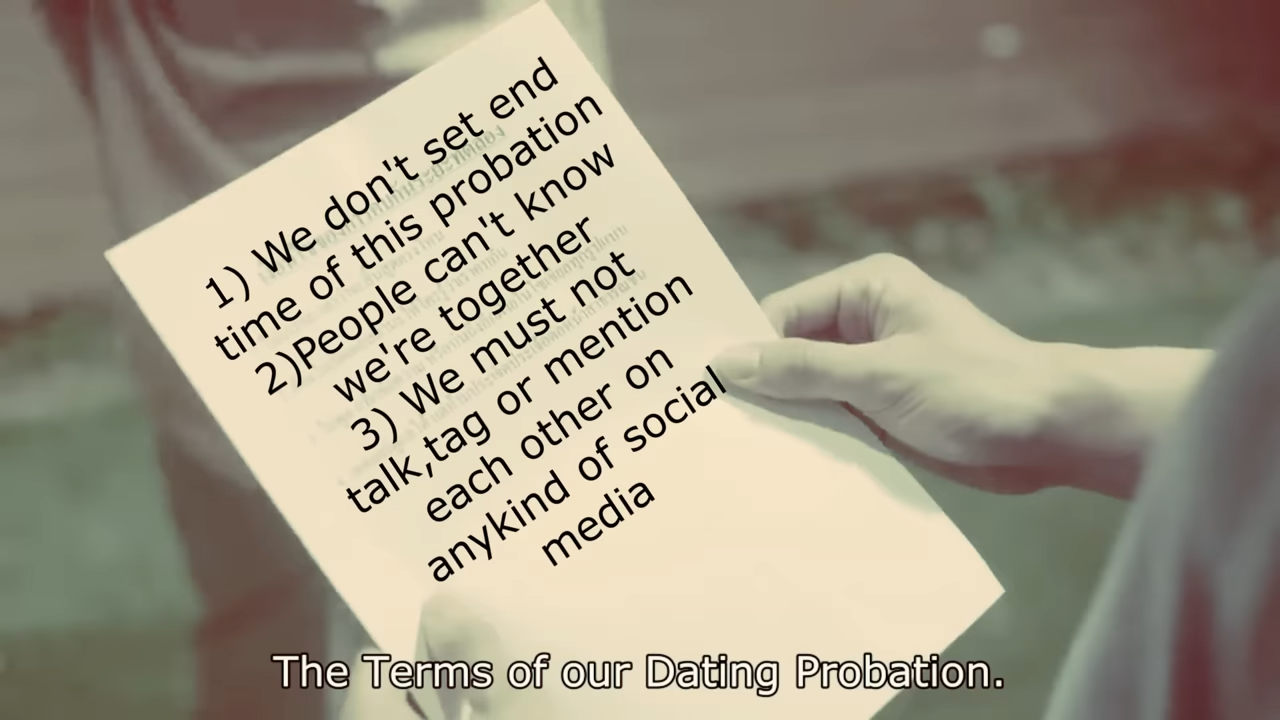 1) We don't set end
time of this probation
2)People can't know
we're together
3) We must not
talk,tag or mention
each other on
anykind of social
media
The Terms of our Dating Probation.